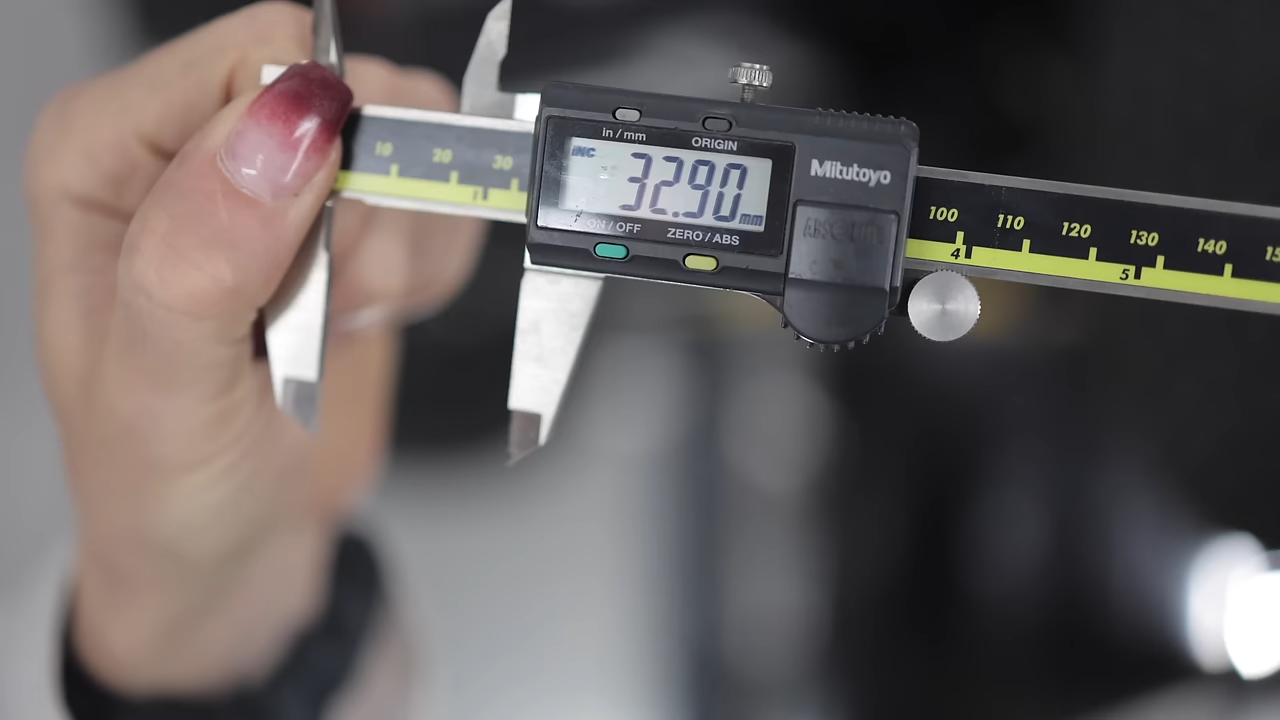 10 20 30
in/mm
ORIGIN
INC
32.90 mm
ON/OFF
ZERO/ABS
Mitutoyo
ABSOLUTE
100 110 120 130 140
4 5